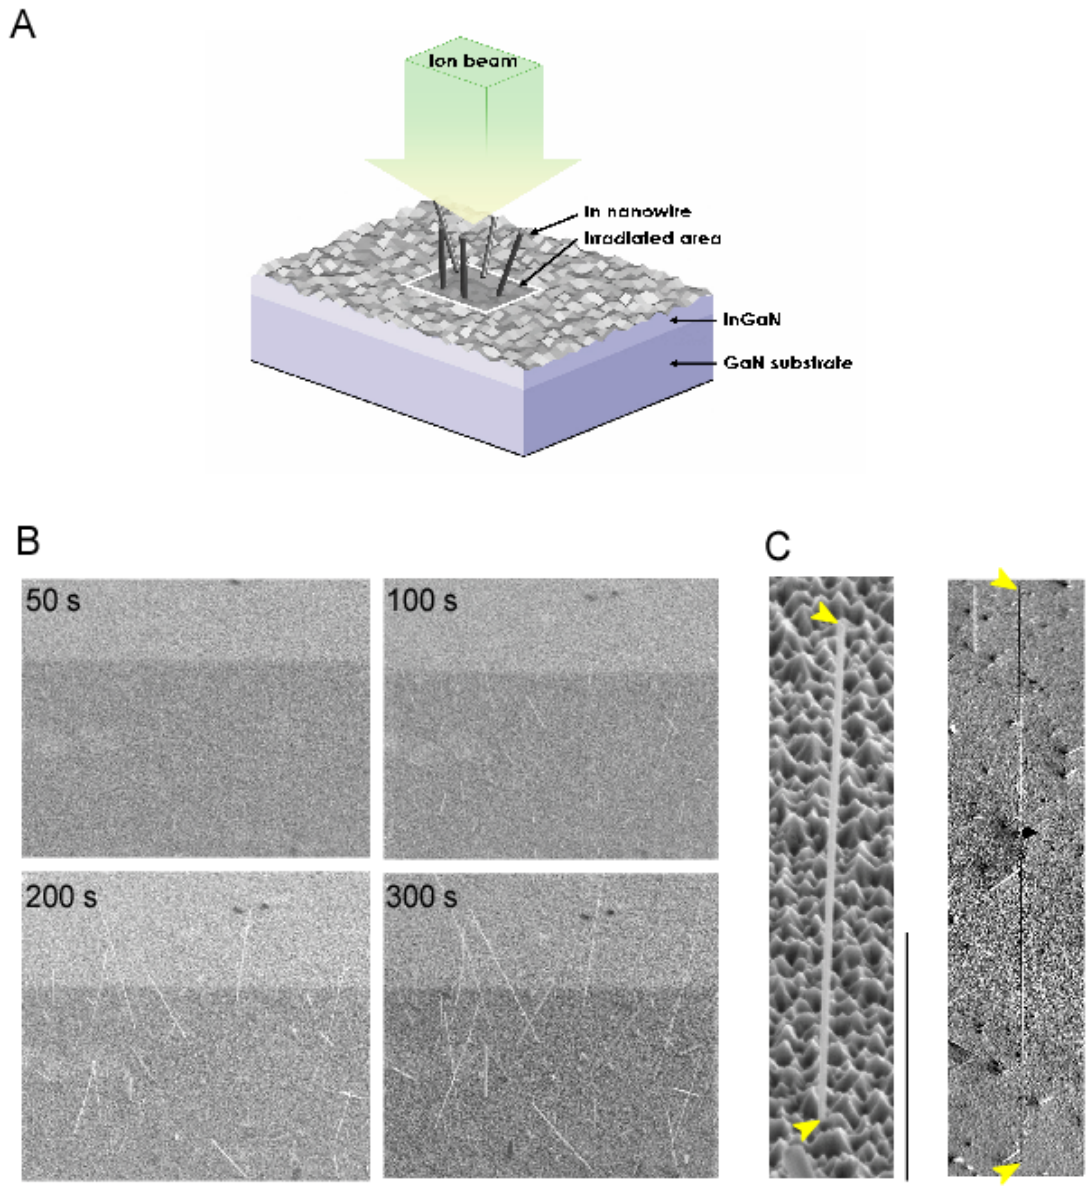 A
Ion beam
In nanowire
Irradiated area
InGaN
GaN substrate
B
C
50 s
100 s
200 s
300 s